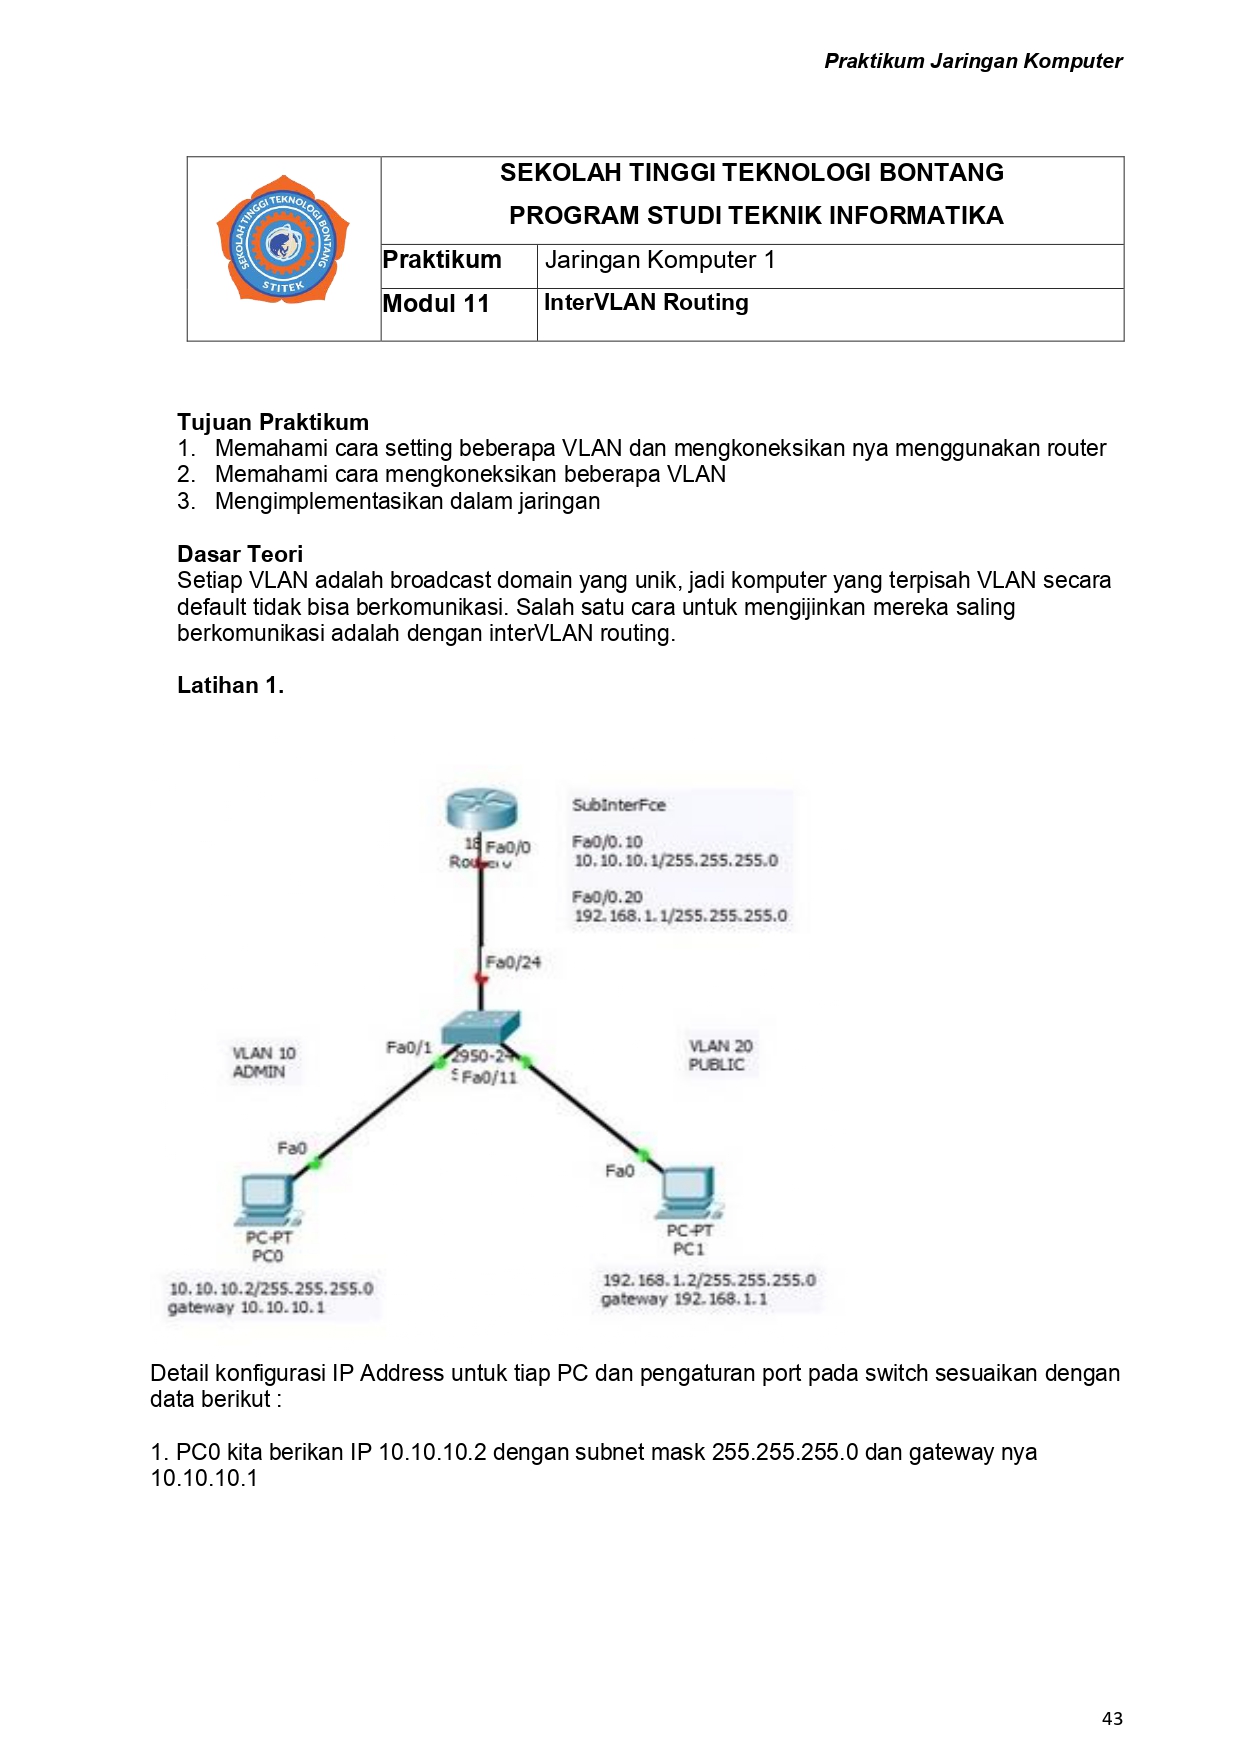 Praktikum Jaringan Komputer
SEKOLAH TINGGI TEKNOLOGI BONTANG
STITEK
SEKOLAH TINGGI TEKNOLOGI BONTANG
PROGRAM STUDI TEKNIK INFORMATIKA
Praktikum Jaringan Komputer 1
Modul 11 InterVLAN Routing
Tujuan Praktikum
1. Memahami cara setting beberapa VLAN dan mengkoneksikan nya menggunakan router
2. Memahami cara mengkoneksikan beberapa VLAN
3. Mengimplementasikan dalam jaringan
Dasar Teori
Setiap VLAN adalah broadcast domain yang unik, jadi komputer yang terpisah VLAN secara
default tidak bisa berkomunikasi. Salah satu cara untuk mengijinkan mereka saling
berkomunikasi adalah dengan interVLAN routing.
Latihan 1.
SubInterFce
Fa0/0
Fa0/0.10
10.10.10.1/255.255.255.0
Fa0/0.20
192.168.1.1/255.255.255.0
Fa0/24
VLAN 10
ADMIN
Fa0/1
2950-24
Fa0/11
VLAN 20
PUBLIC
Fa0
Fa0
PC-PT
PC0
PC-PT
PC1
10.10.10.2/255.255.255.0
gateway 10.10.10.1
192.168.1.2/255.255.255.0
gateway 192.168.1.1
Detail konfigurasi IP Address untuk tiap PC dan pengaturan port pada switch sesuaikan dengan
data berikut :
1. PC0 kita berikan IP 10.10.10.2 dengan subnet mask 255.255.255.0 dan gateway nya
10.10.10.1
43